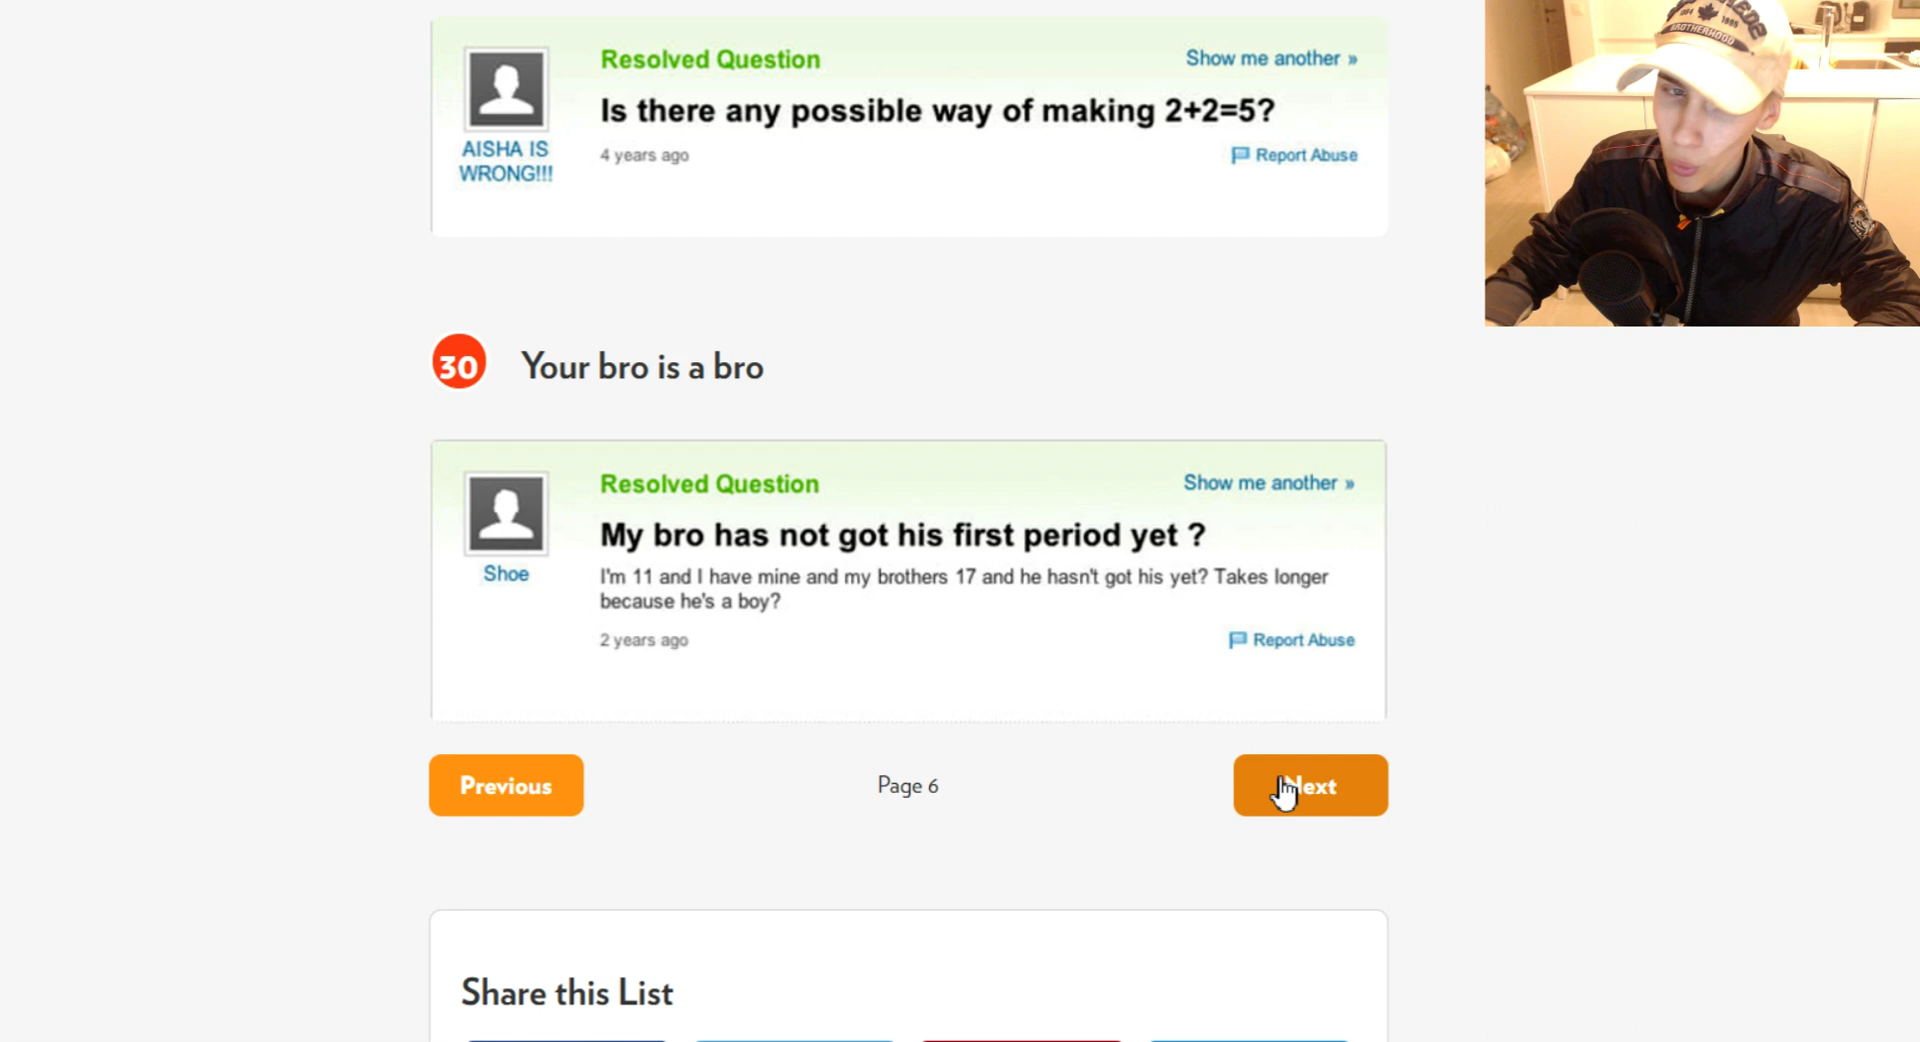 Resolved Question
Show me another »
Is there any possible way of making 2+2=5?
AISHA IS
WRONG!!!
4 years ago
Report Abuse
30
Your bro is a bro
Resolved Question
Show me another »
My bro has not got his first period yet ?
Shoe
I'm 11 and I have mine and my brothers 17 and he hasn't got his yet? Takes longer
because he's a boy?
2 years ago
Report Abuse
Previous
Page 6
Next
Share this List
BROTHERHOOD